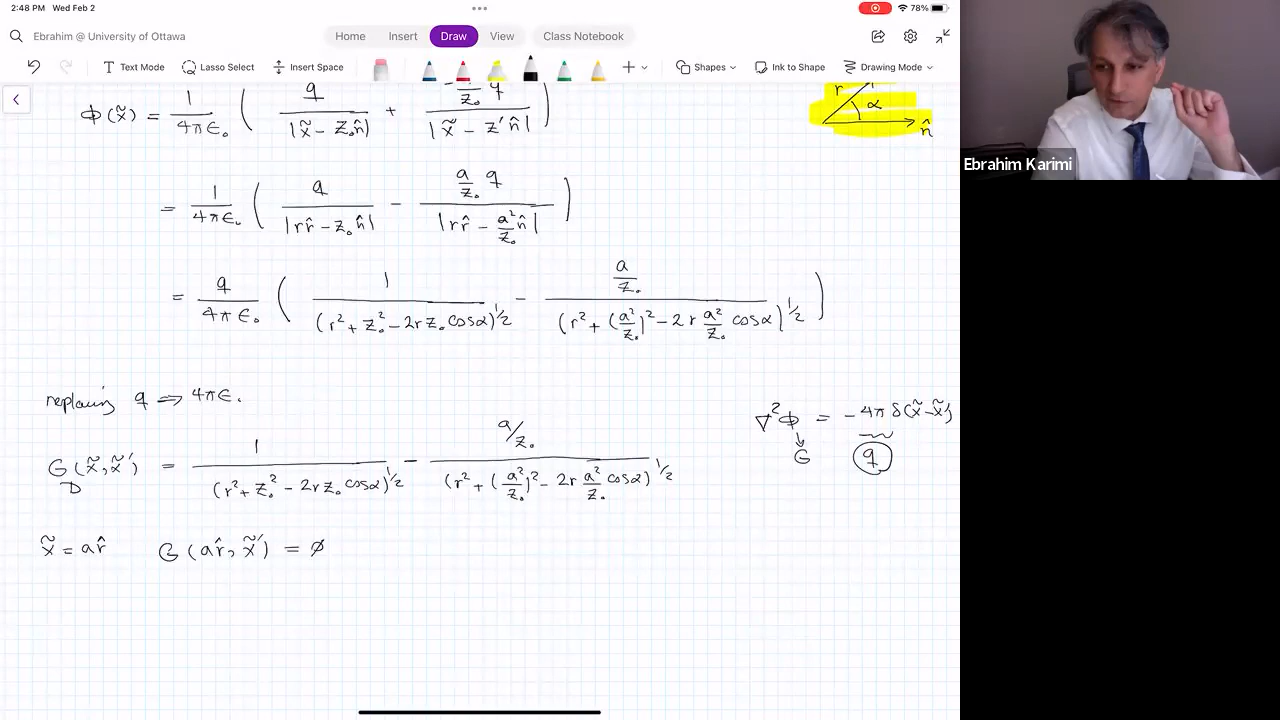 2:48 PM Wed Feb 2
78%
Ebrahim @ University of Ottawa
Home Insert Draw View Class Notebook
Text Mode Lasso Select Insert Space Shapes Ink to Shape Drawing Mode
Φ(x̃) = 1/(4πϵ₀) ( q/|x̃ − z₀n̂| + (−a/z₀ q)/|x̃ − z'n̂| )
r α n̂
= 1/(4πϵ₀) ( q/|rr̂ − z₀n̂| − (a/z₀ q)/|rr̂ − a²/z₀ n̂| )
= q/(4πϵ₀) ( 1/(r² + z₀² − 2rz₀ cosα)^1/2 − (a/z₀)/(r² + (a²/z₀)² − 2r a²/z₀ cosα)^1/2 )
replacing q ⟹ 4πϵ₀
∇²Φ = −4π δ(x̃−x̃')
G q
G_D(x̃,x̃') = 1/(r² + z₀² − 2rz₀ cosα)^1/2 − (a/z₀)/(r² + (a²/z₀)² − 2r a²/z₀ cosα)^1/2
x̃ = ar̂ G(ar̂, x̃') = ∅
Ebrahim Karimi